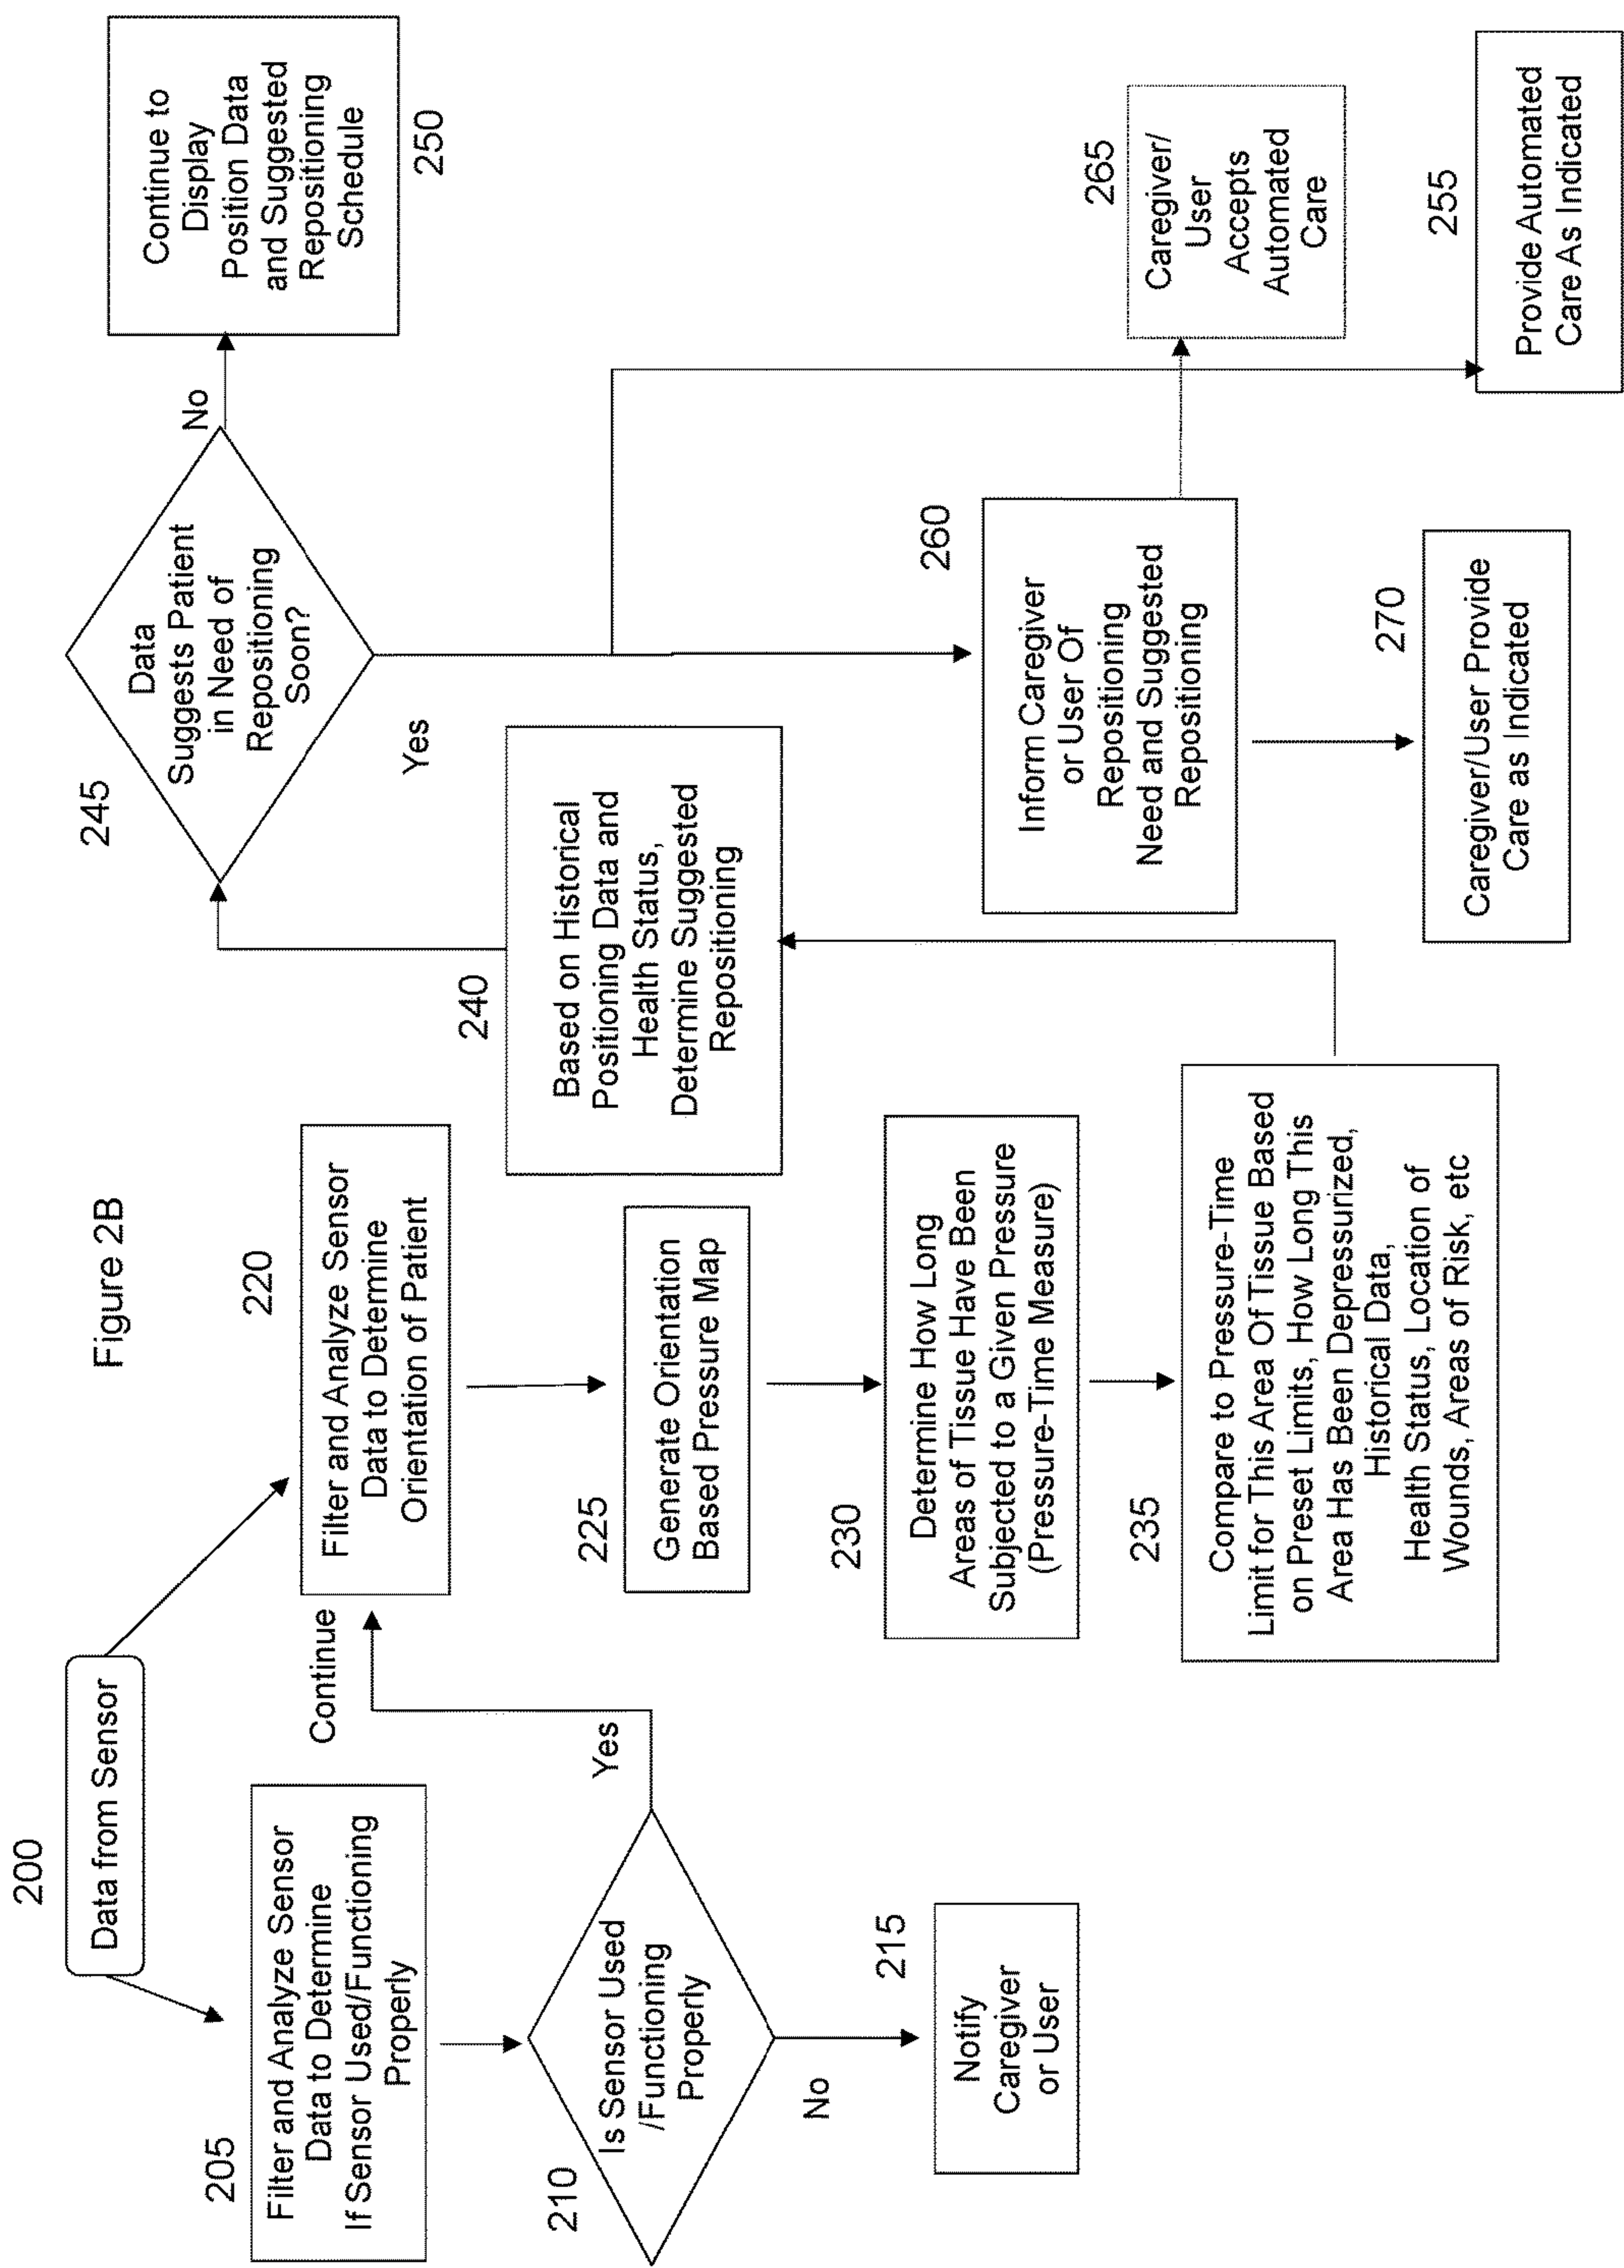 Figure 2B
200
Data from Sensor
205
Filter and Analyze Sensor
Data to Determine
If Sensor Used/Functioning
Properly
210
Is Sensor Used
/Functioning
Properly
No
215
Notify
Caregiver
or User
Yes
Continue
220
Filter and Analyze Sensor
Data to Determine
Orientation of Patient
225
Generate Orientation
Based Pressure Map
230
Determine How Long
Areas of Tissue Have Been
Subjected to a Given Pressure
(Pressure-Time Measure)
235
Compare to Pressure-Time
Limit for This Area Of Tissue Based
on Preset Limits, How Long This
Area Has Been Depressurized,
Historical Data,
Health Status, Location of
Wounds, Areas of Risk, etc
240
Based on Historical
Positioning Data and
Health Status,
Determine Suggested
Repositioning
245
Data
Suggests Patient
in Need of
Repositioning
Soon?
No
Continue to
Display
Position Data
and Suggested
Repositioning
Schedule
250
Yes
260
Inform Caregiver
or User Of
Repositioning
Need and Suggested
Repositioning
265
Caregiver/
User
Accepts
Automated
Care
255
Provide Automated
Care As Indicated
270
Caregiver/User Provide
Care as Indicated